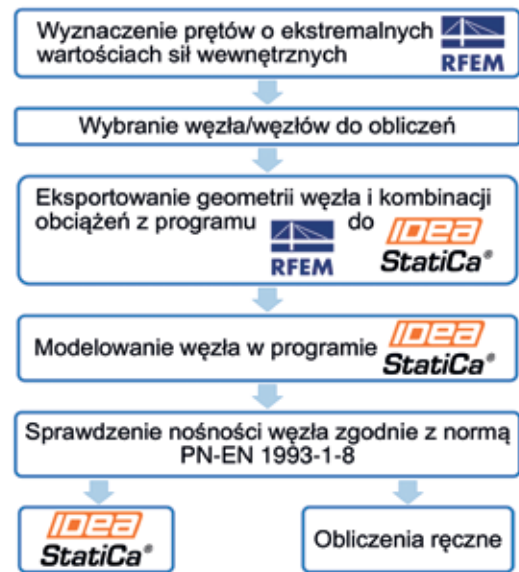 Wyznaczenie prętów o ekstremalnych
wartościach sił wewnętrznych
RFEM
Wybranie węzła/węzłów do obliczeń
Eksportowanie geometrii węzła i kombinacji
obciążeń z programu RFEM do IDEA StatiCa®
Modelowanie węzła w programie IDEA StatiCa®
Sprawdzenie nośności węzła zgodnie z normą
PN-EN 1993-1-8
IDEA
StatiCa®
Obliczenia ręczne